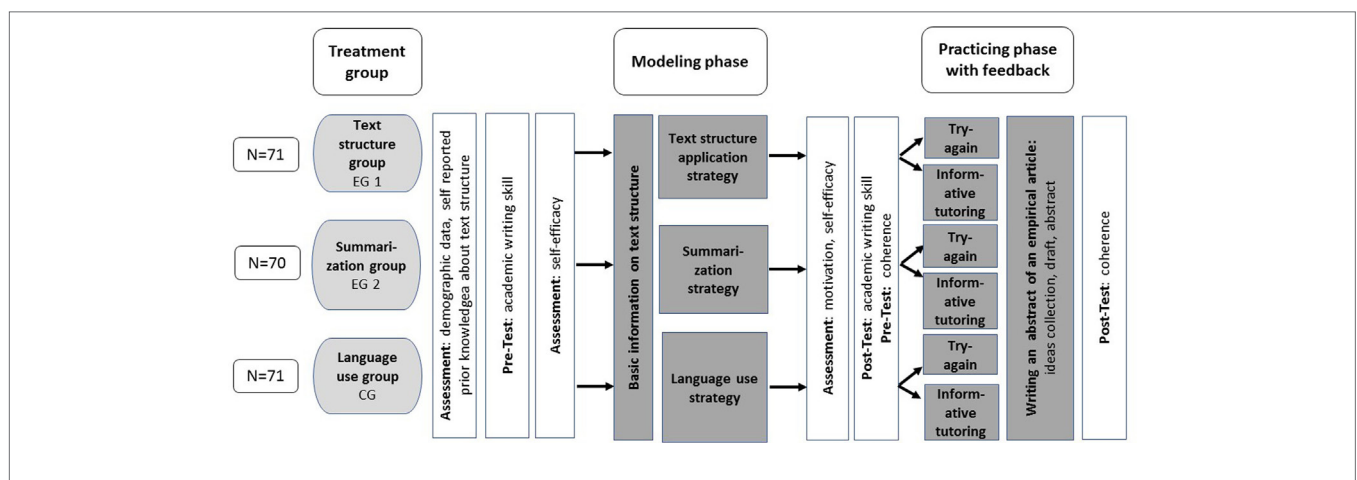 Treatment
group
Modeling phase
Practicing phase
with feedback
N=71
Text
structure
group
EG 1
N=70
Summari-
zation group
EG 2
N=71
Language
use group
CG
Assessment: demographic data, self reported
prior knowledgea about text structure
Pre-Test: academic writing skill
Assessment: self-efficacy
Basic information on text structure
Text structure
application
strategy
Summari-
zation
strategy
Language use
strategy
Assessment: motivation, self-efficacy
Post-Test: academic writing skill
Pre-Test: coherence
Try-
again
Inform-
ative
tutoring
Try-
again
Inform-
ative
tutoring
Try-
again
Inform-
ative
tutoring
Writing an abstract of an empirical article:
ideas collection, draft, abstract
Post-Test: coherence